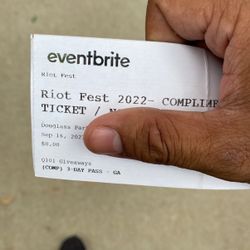 eventbrite
Riot Fest
Riot Fest 2022- COMPLIME
TICKET / N
Douglass Par
Sep 16, 202
$0.00
Q101 Giveaways
(COMP) 3-DAY PASS - GA